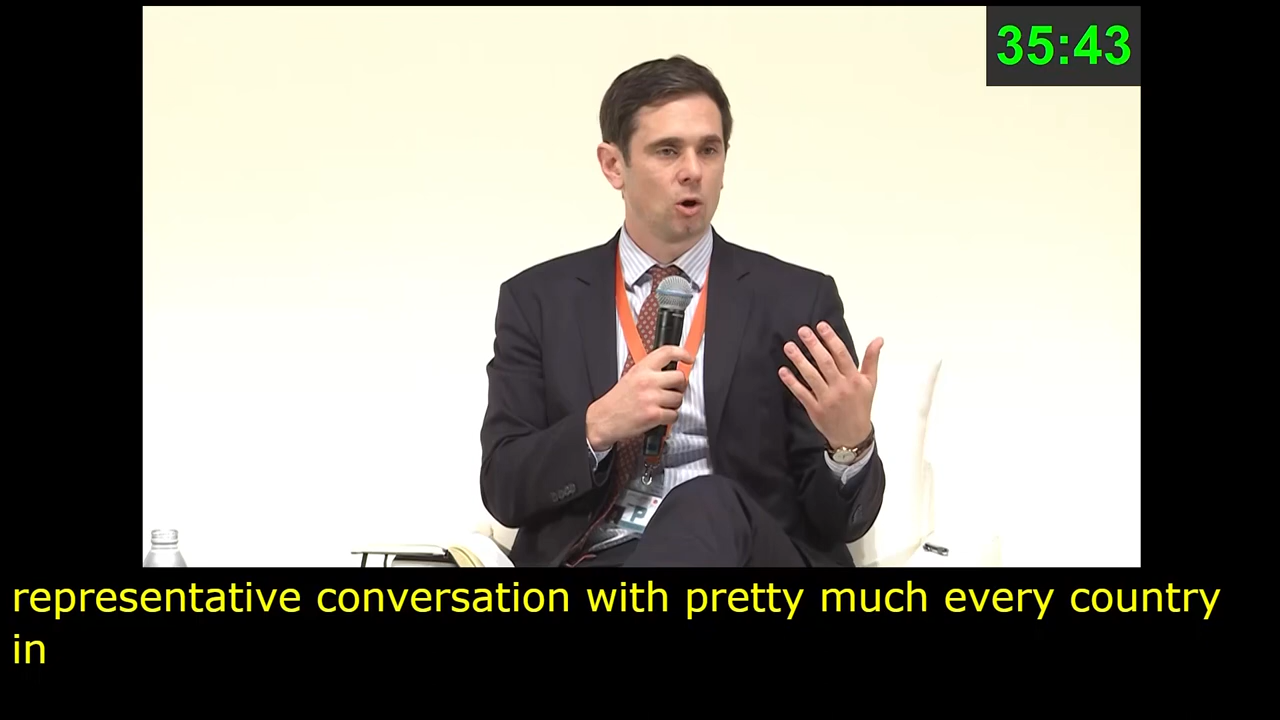 35:43
representative conversation with pretty much every country
in